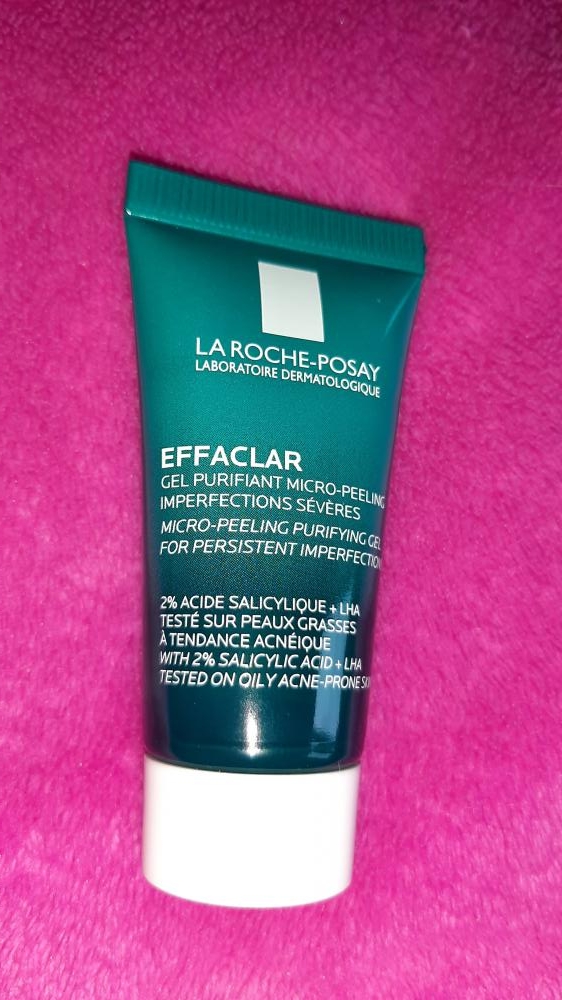 LA ROCHE-POSAY
LABORATOIRE DERMATOLOGIQUE
EFFACLAR
GEL PURIFIANT MICRO-PEELING
IMPERFECTIONS SÉVÈRES
MICRO-PEELING PURIFYING GEL
FOR PERSISTENT IMPERFECTION
2% ACIDE SALICYLIQUE + LHA
TESTÉ SUR PEAUX GRASSES
À TENDANCE ACNÉIQUE
WITH 2% SALICYLIC ACID + LHA
TESTED ON OILY ACNE-PRONE SKIN